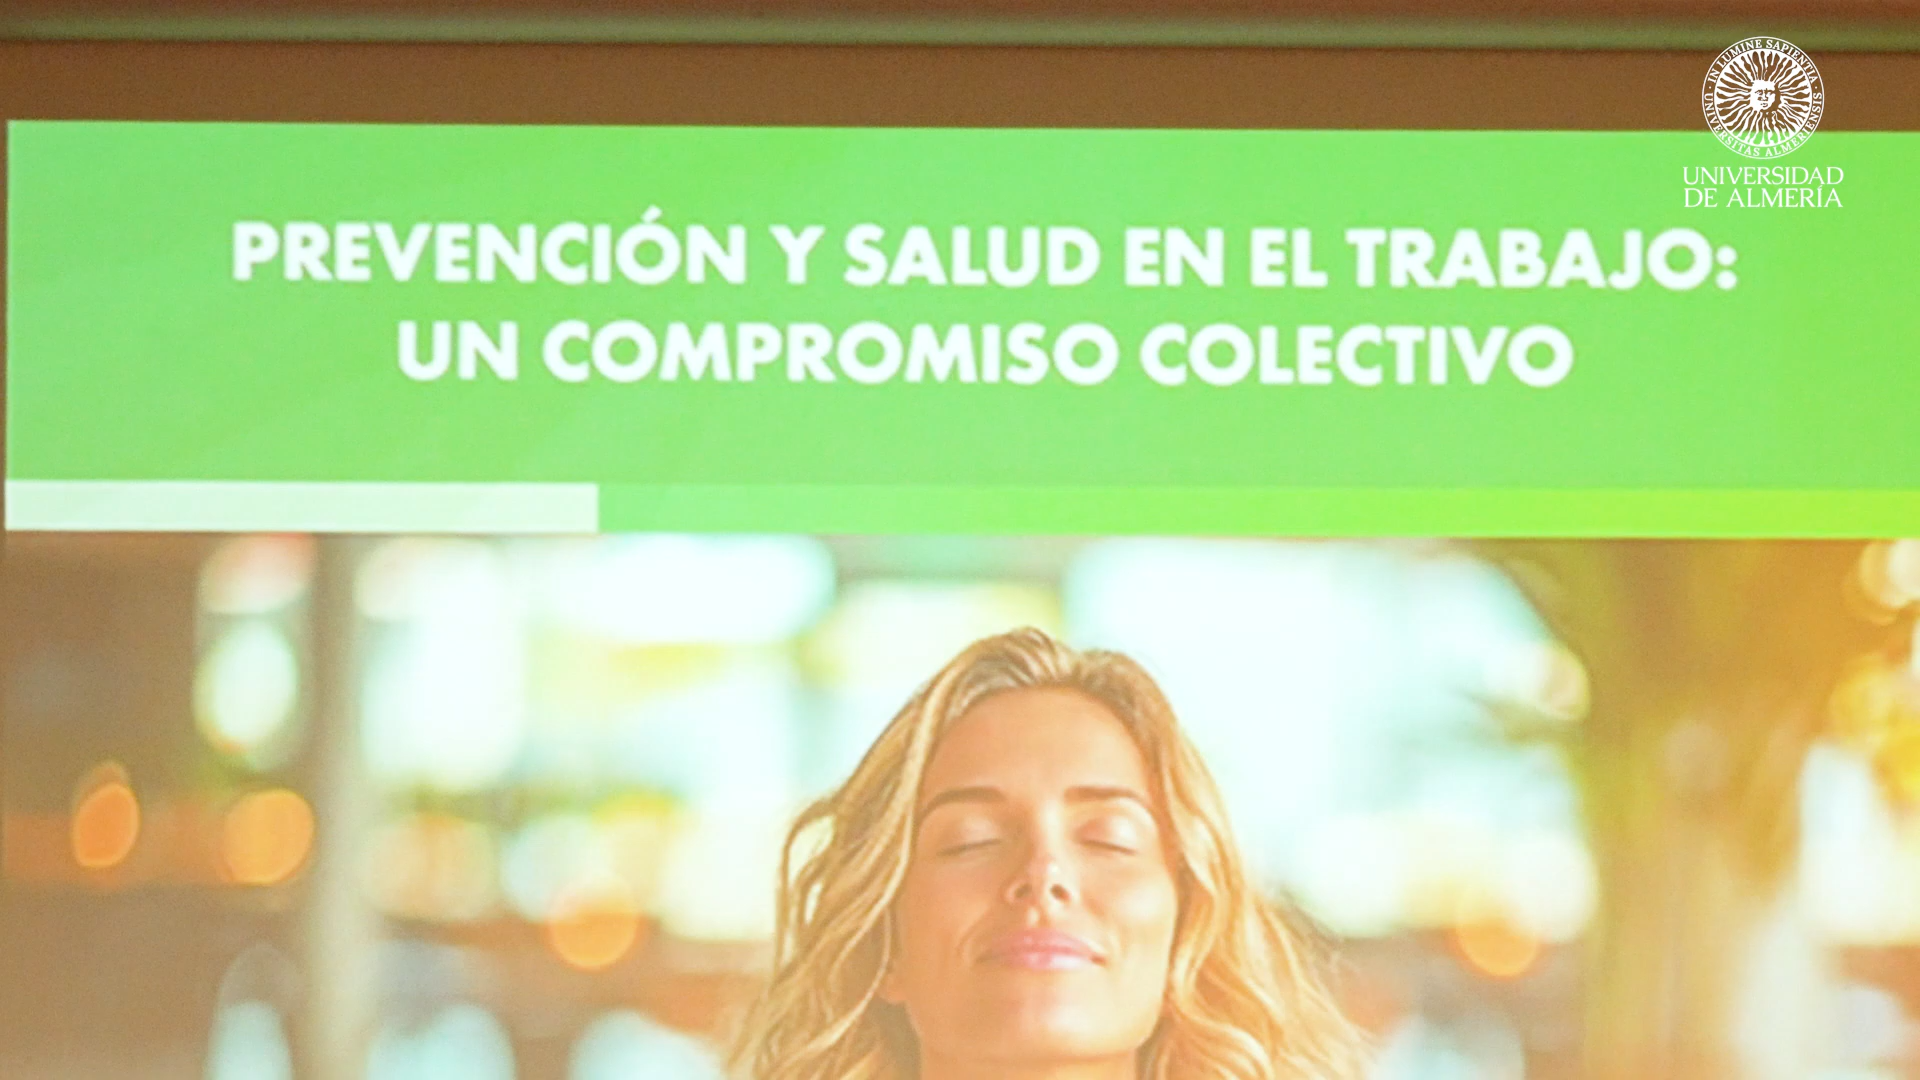 IN LUMINE SAPIENTIA
UNIVERSITAS ALMERIENSIS
UNIVERSIDAD
DE ALMERÍA
PREVENCIÓN Y SALUD EN EL TRABAJO:
UN COMPROMISO COLECTIVO